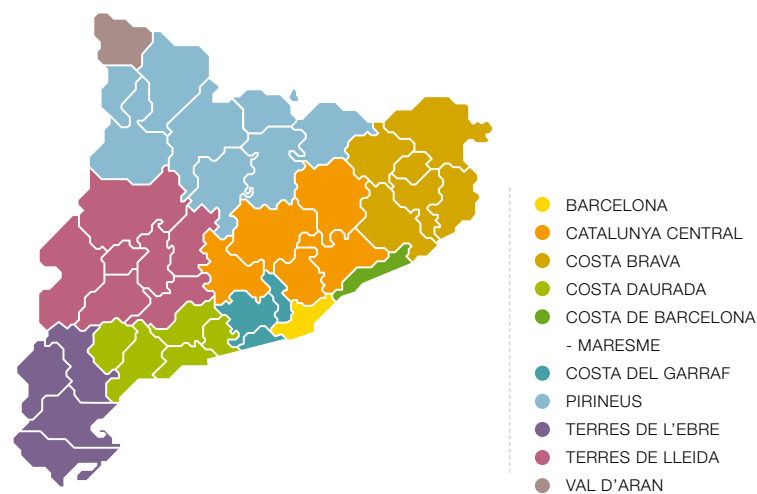 BARCELONA
CATALUNYA CENTRAL
COSTA BRAVA
COSTA DAURADA
COSTA DE BARCELONA
- MARESME
COSTA DEL GARRAF
PIRINEUS
TERRES DE L’EBRE
TERRES DE LLEIDA
VAL D’ARAN